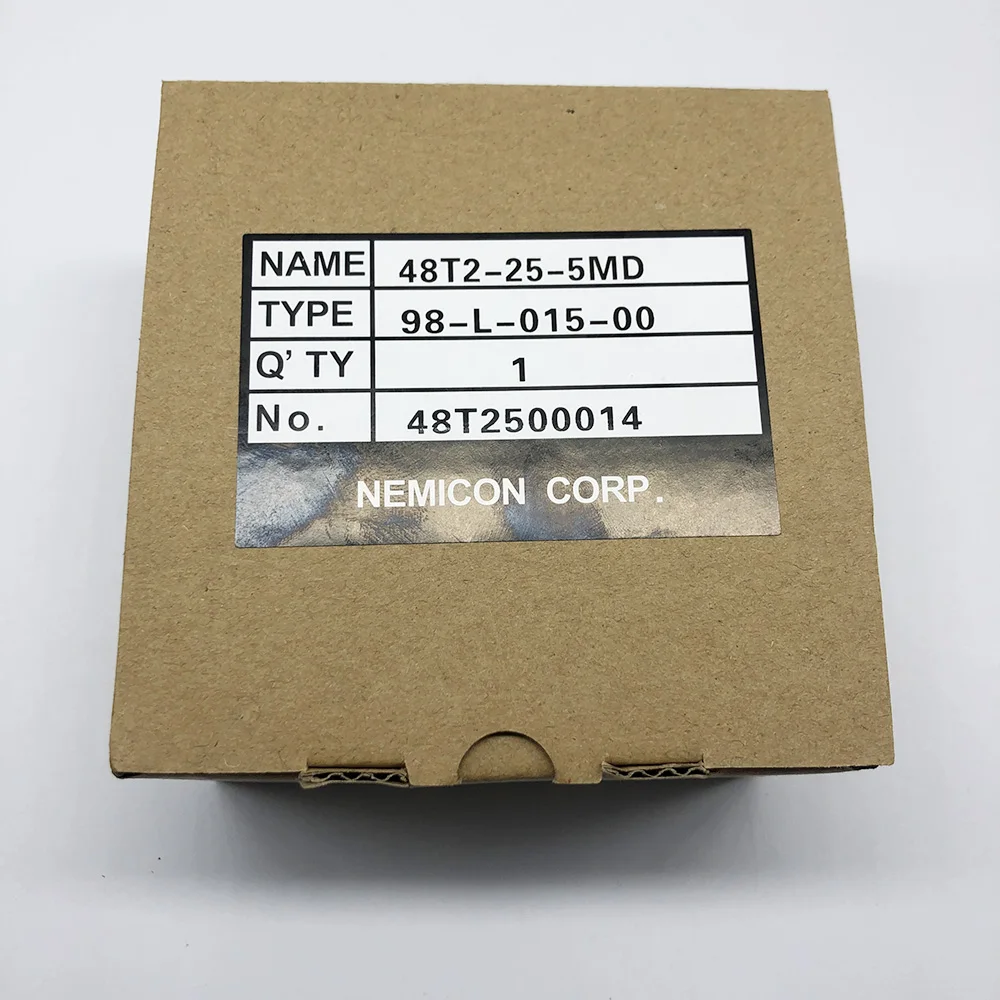 NAME 48T2-25-5MD
TYPE 98-L-015-00
Q'TY 1
No. 48T2500014
NEMICON CORP.